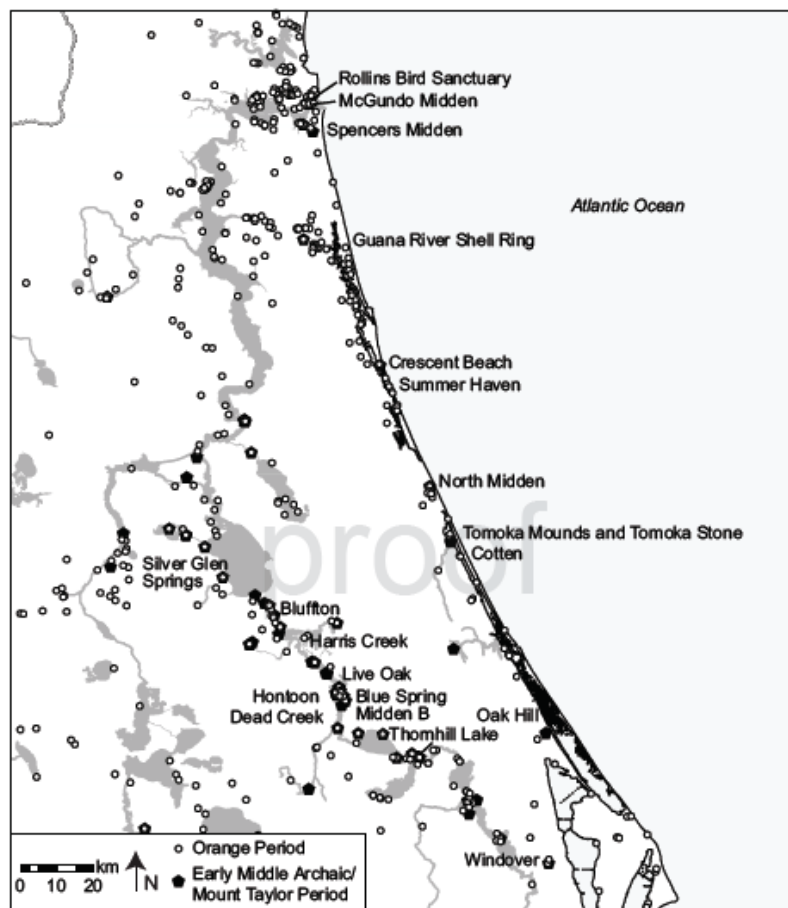 Rollins Bird Sanctuary
McGundo Midden
Spencers Midden
Atlantic Ocean
Guana River Shell Ring
Crescent Beach
Summer Haven
North Midden
proof
Tomoka Mounds and Tomoka Stone
Cotten
Silver Glen
Springs
Bluffton
Harris Creek
Live Oak
Hontoon
Dead Creek
Blue Spring
Midden B
Oak Hill
Thornhill Lake
Windover
Orange Period
Early Middle Archaic/
Mount Taylor Period
km
0 10 20
N